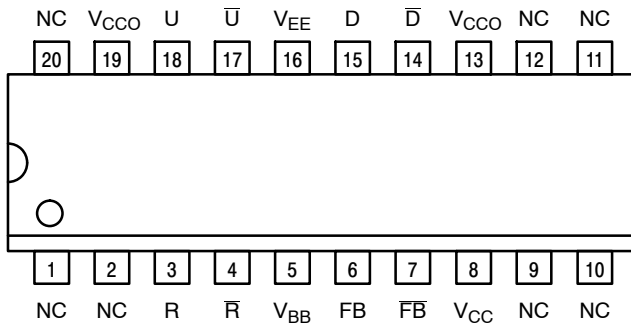 NC V_CCO U U̅ V_EE D D̅ V_CCO NC NC
20 19 18 17 16 15 14 13 12 11
1 2 3 4 5 6 7 8 9 10
NC NC R R̅ V_BB FB F̅B̅ V_CC NC NC